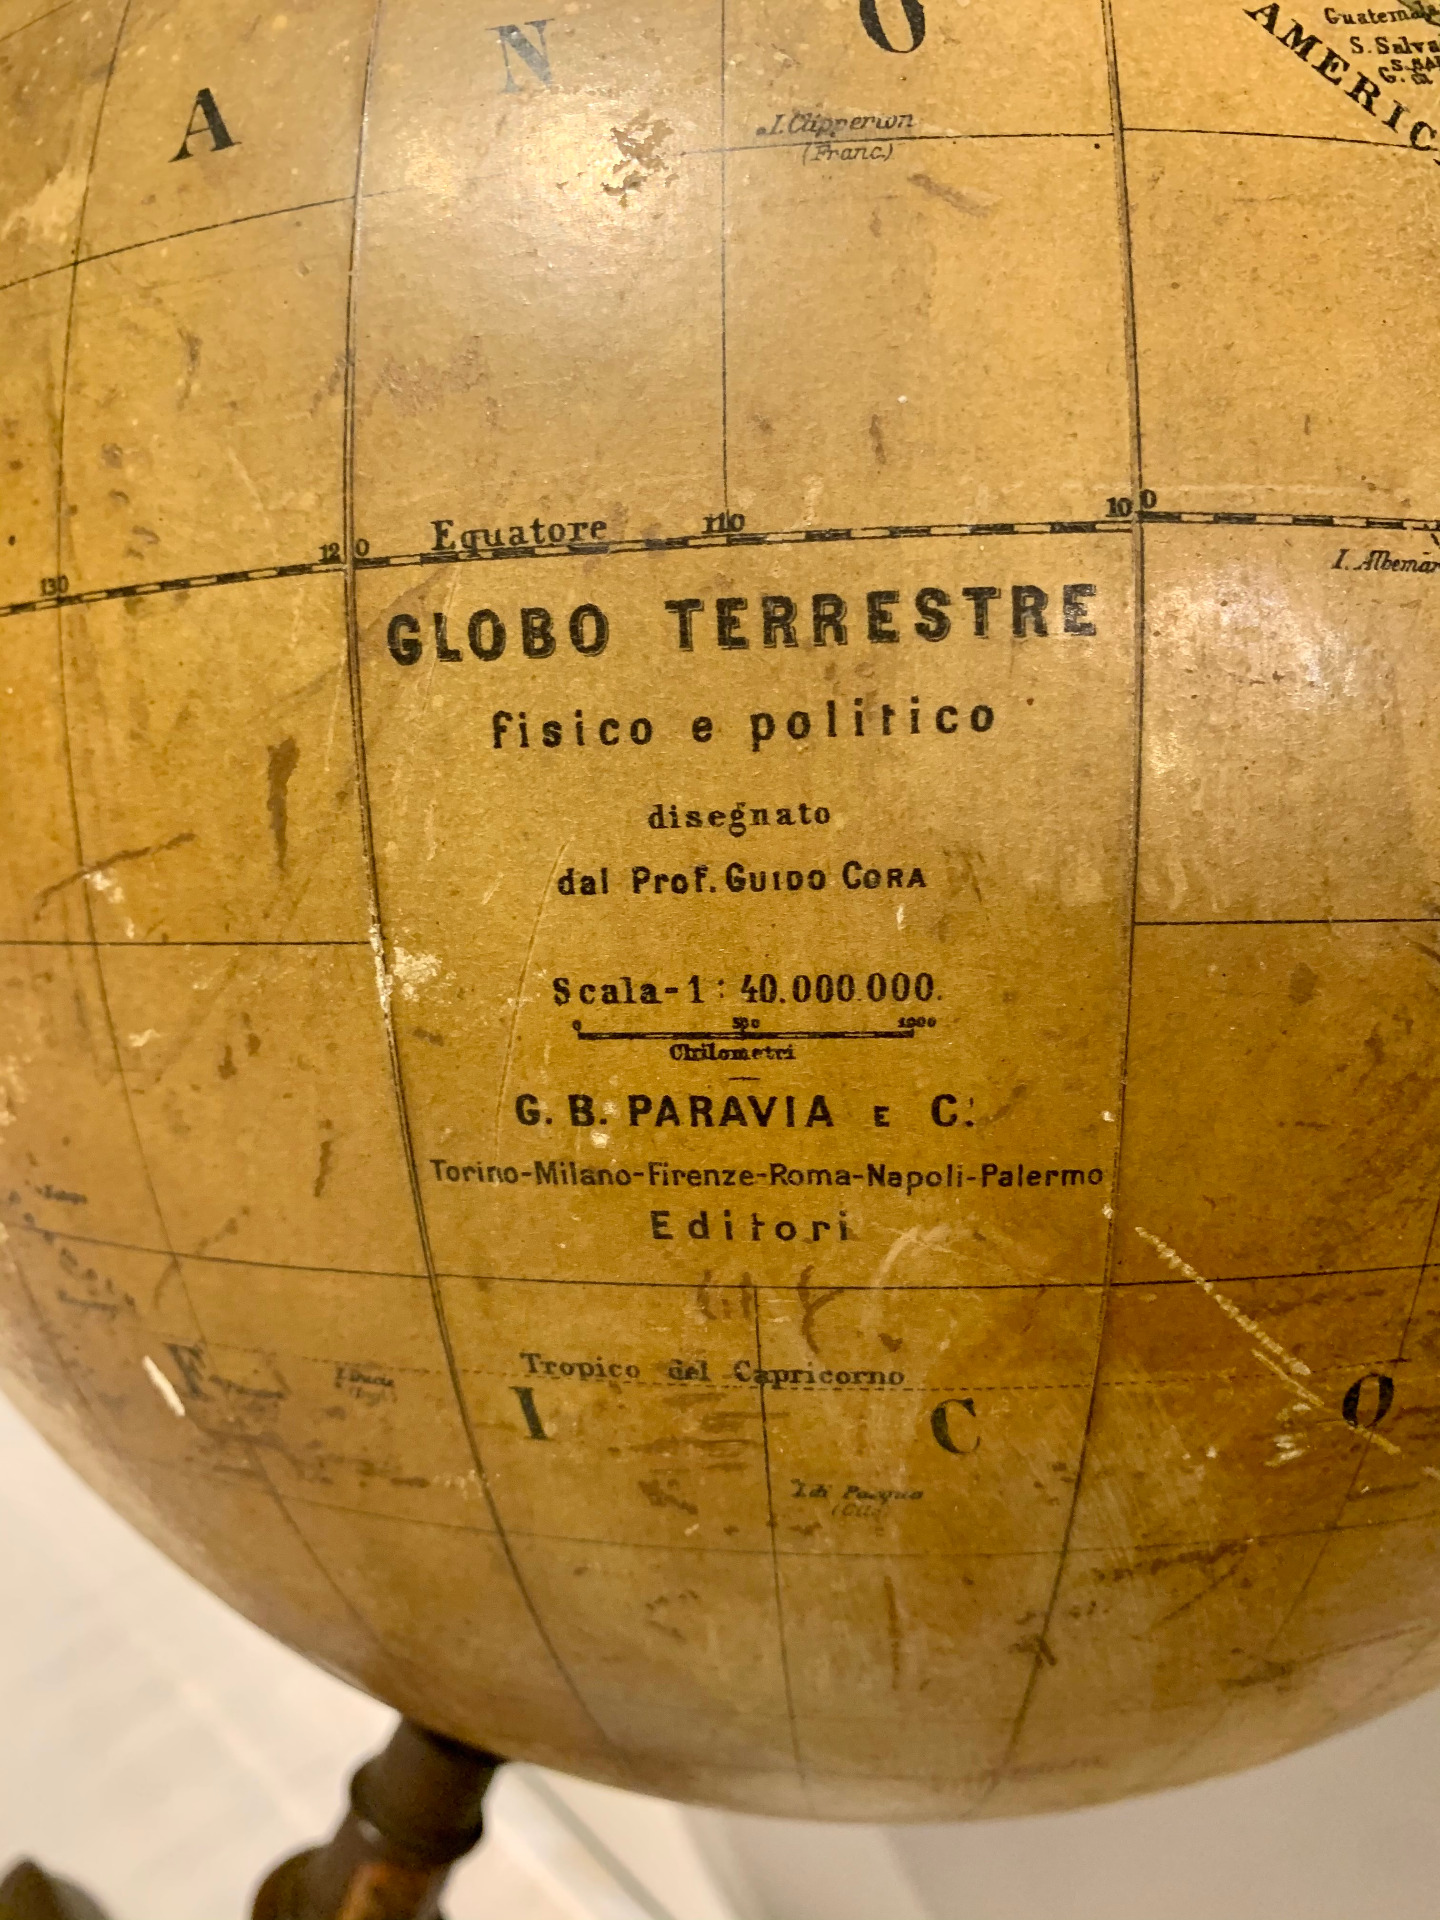 A N O
Guatemala
S. Salva
AMERIC
I. Clipperton
(Franc.)
130 120 Equatore 110 100
I. Albemar
GLOBO TERRESTRE
fisico e politico
disegnato
dal Prof. GUIDO CORA
Scala-1 : 40.000.000.
0 500 1000
Chilometri
G. B. PARAVIA E C.
Torino-Milano-Firenze-Roma-Napoli-Palermo
Editori
Tropico del Capricorno
F I C O
I. di Pasqua